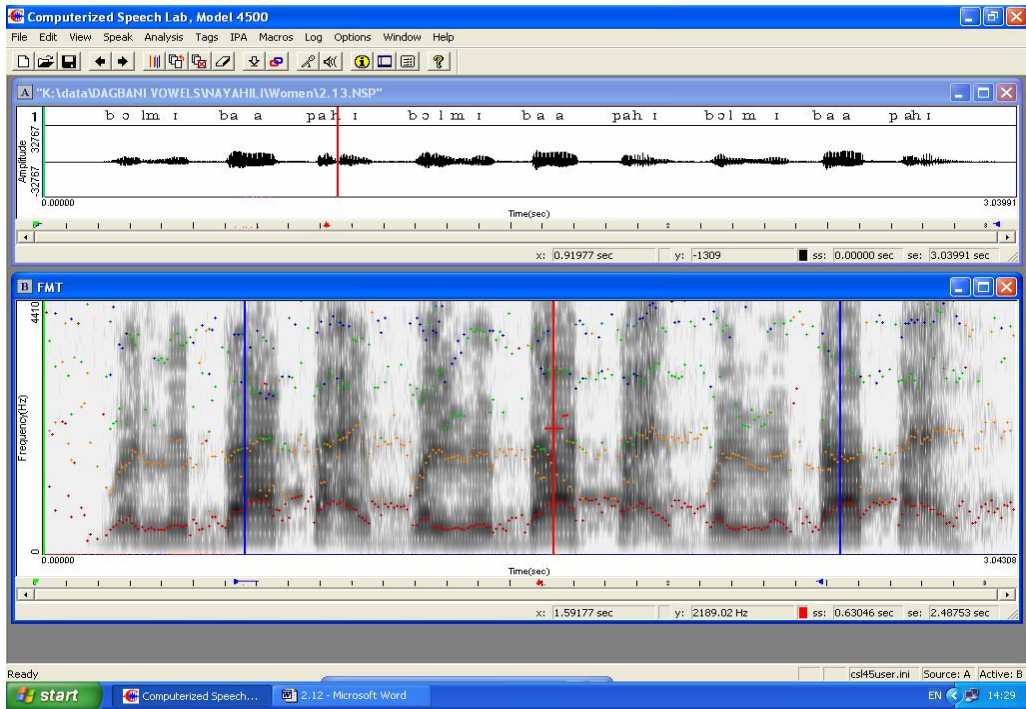 Computerized Speech Lab, Model 4500
File Edit View Speak Analysis Tags IPA Macros Log Options Window Help
A "K:\data\DAGBANI VOWELS\NAYAHILI\Women\2.13.NSP"
1 b ɔ lm ɪ ba a pah ɪ b ɔ l m ɪ b a a pah ɪ bɔl m ɪ b a a p ah ɪ
Amplitude
32767
-32767
0.00000 3.03991
Time(sec)
x: 0.91977 sec y: -1309 ss: 0.00000 sec se: 3.03991 sec
B FMT
4410
Frequency(Hz)
0
0.00000 3.04308
Time(sec)
x: 1.59177 sec y: 2189.02 Hz ss: 0.63046 sec se: 2.48753 sec
Ready csl45user.ini Source: A Active: B
start Computerized Speech... 2.12 - Microsoft Word EN 14:29